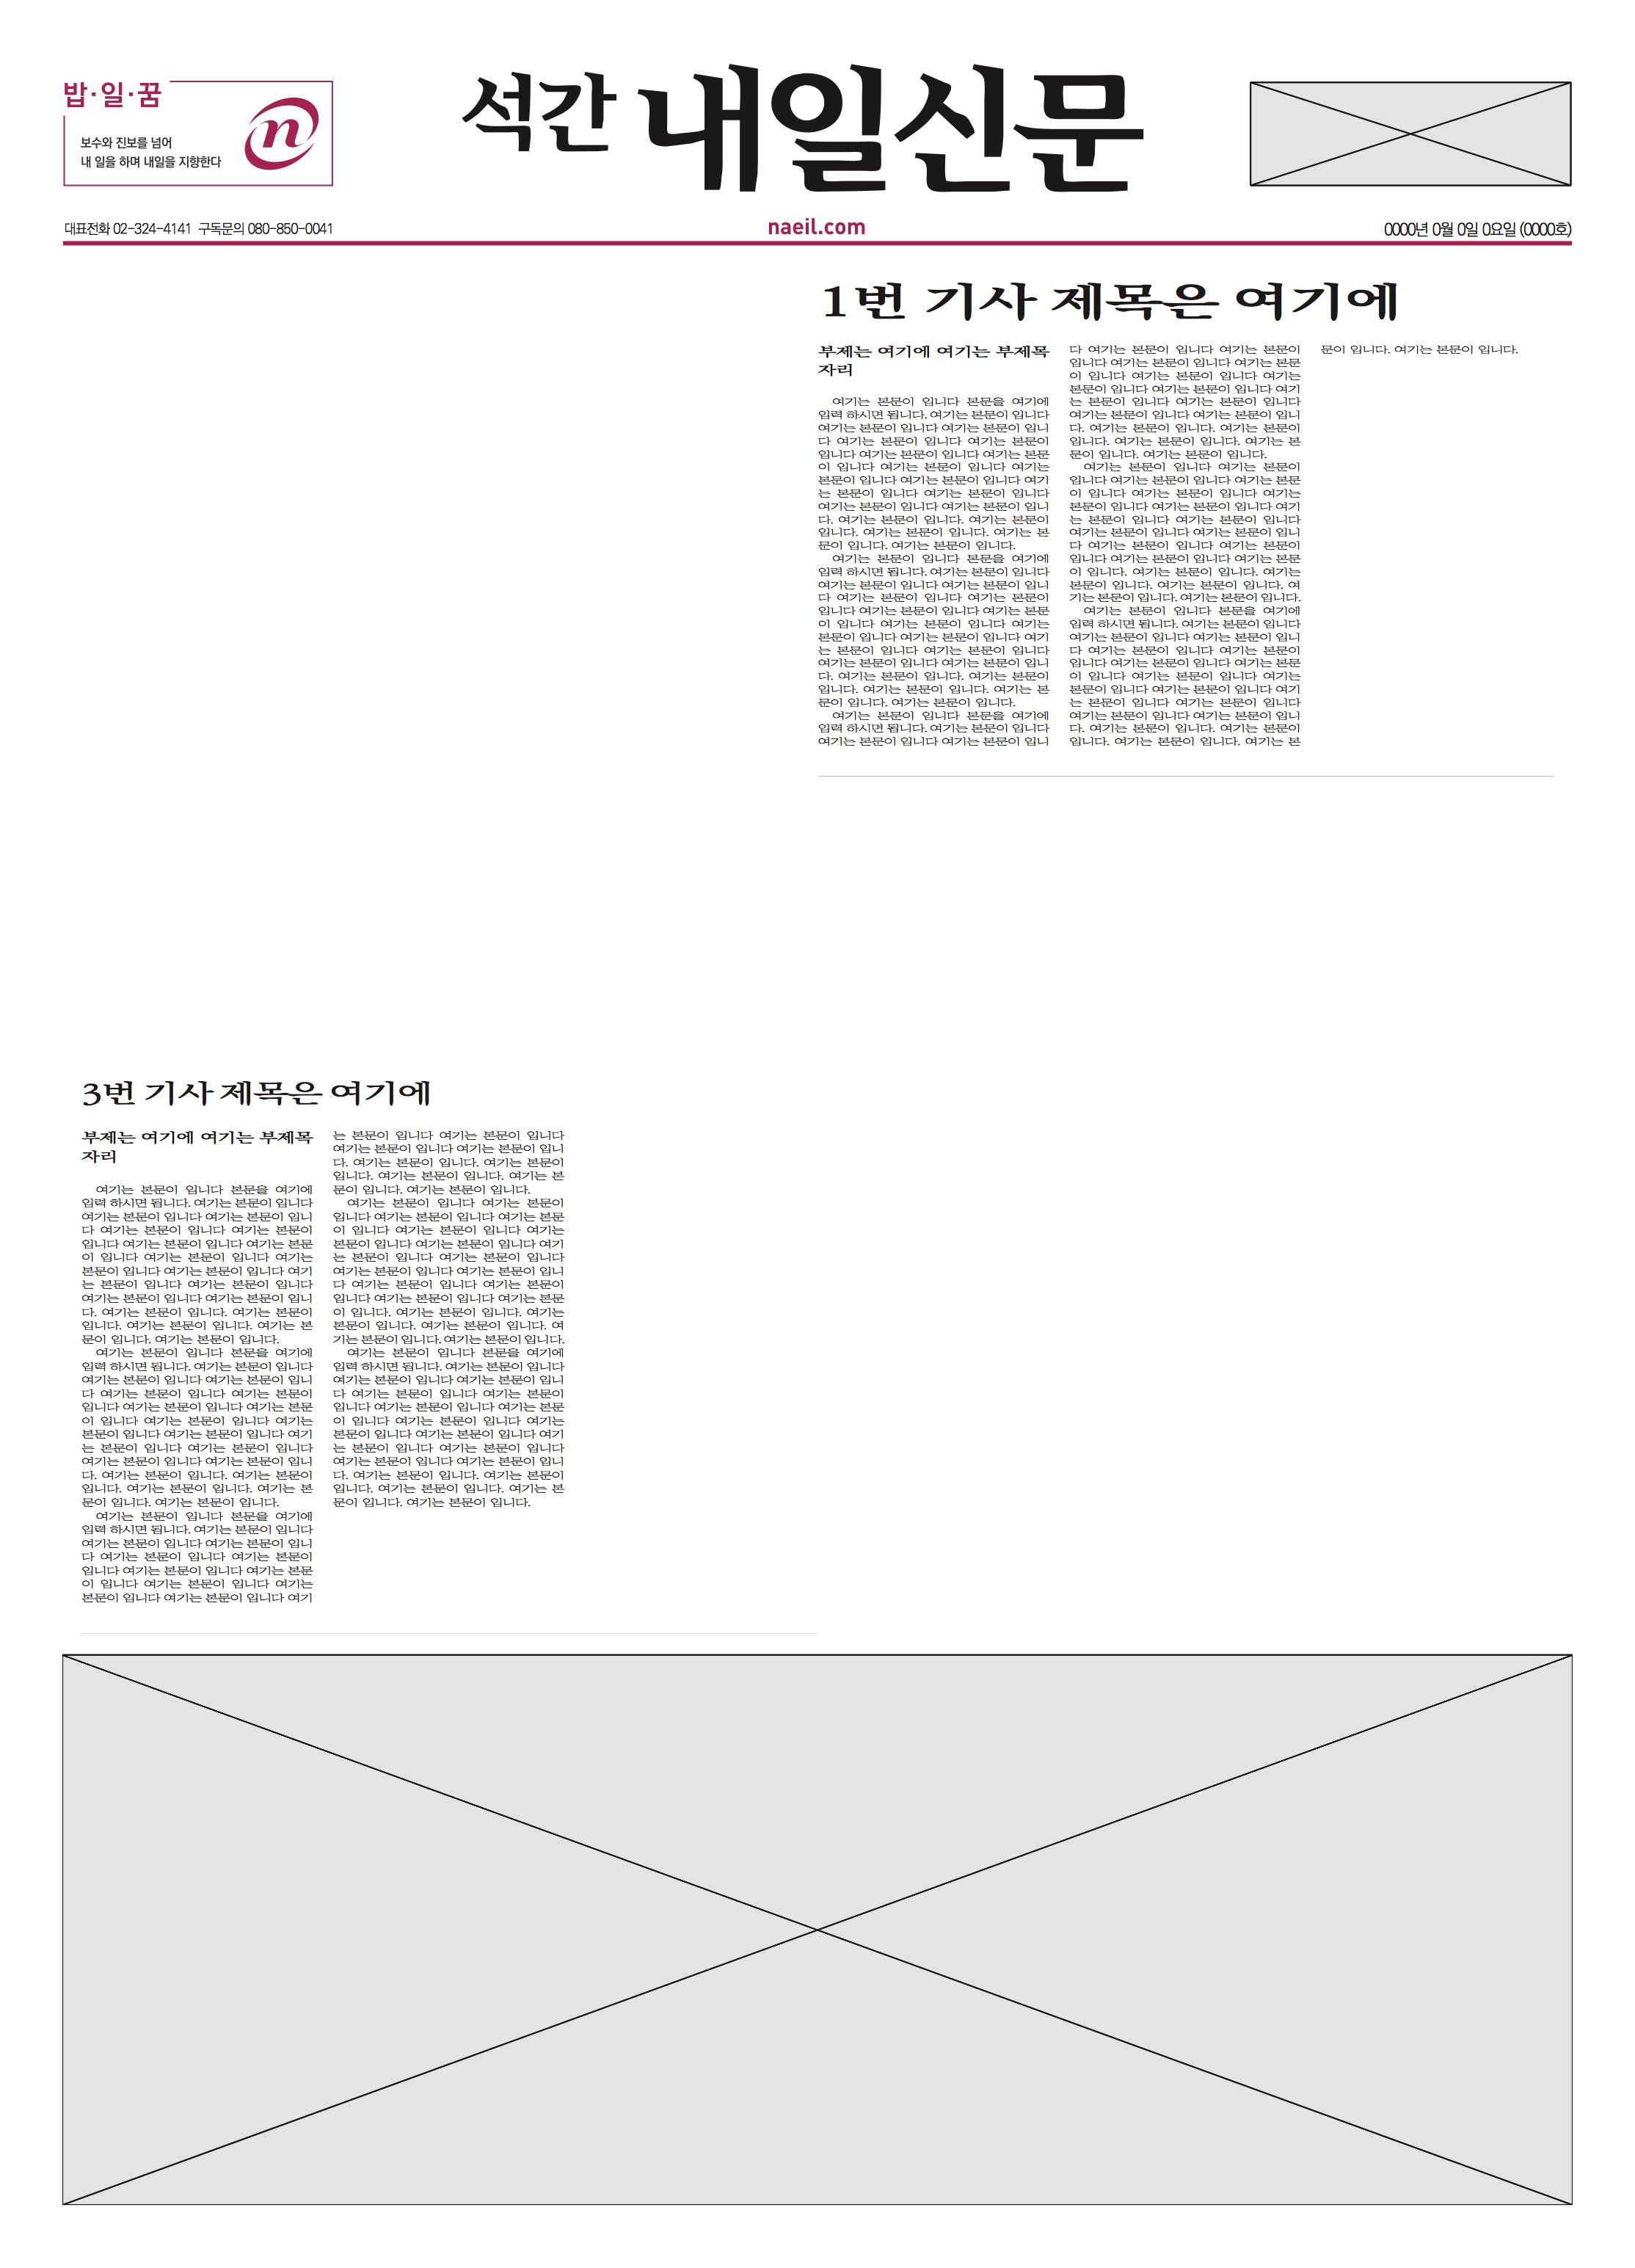 밥·일·꿈
보수와 진보를 넘어
내 일을 하며 내일을 지향한다
n
석간 내일신문
대표전화 02-324-4141 구독문의 080-850-0041
naeil.com
0000년 0월 0일 0요일 (0000호)
1번 기사 제목은 여기에
부제는 여기에 여기는 부제목
자리
여기는 본문이 입니다 본문을 여기에
입력 하시면 됩니다. 여기는 본문이 입니다
여기는 본문이 입니다 여기는 본문이 입니
다 여기는 본문이 입니다 여기는 본문이
입니다 여기는 본문이 입니다 여기는 본문
이 입니다 여기는 본문이 입니다 여기는
본문이 입니다 여기는 본문이 입니다 여기
는 본문이 입니다 여기는 본문이 입니다
여기는 본문이 입니다 여기는 본문이 입니
다. 여기는 본문이 입니다. 여기는 본문이
입니다. 여기는 본문이 입니다. 여기는 본
문이 입니다. 여기는 본문이 입니다.
여기는 본문이 입니다 본문을 여기에
입력 하시면 됩니다. 여기는 본문이 입니다
여기는 본문이 입니다 여기는 본문이 입니
다 여기는 본문이 입니다 여기는 본문이
입니다 여기는 본문이 입니다 여기는 본문
이 입니다 여기는 본문이 입니다 여기는
본문이 입니다 여기는 본문이 입니다 여기
는 본문이 입니다 여기는 본문이 입니다
여기는 본문이 입니다 여기는 본문이 입니
다. 여기는 본문이 입니다. 여기는 본문이
입니다. 여기는 본문이 입니다. 여기는 본
문이 입니다. 여기는 본문이 입니다.
여기는 본문이 입니다 본문을 여기에
입력 하시면 됩니다. 여기는 본문이 입니다
여기는 본문이 입니다 여기는 본문이 입니
다 여기는 본문이 입니다 여기는 본문이
입니다 여기는 본문이 입니다 여기는 본문
이 입니다 여기는 본문이 입니다 여기는
본문이 입니다 여기는 본문이 입니다 여기
는 본문이 입니다 여기는 본문이 입니다
여기는 본문이 입니다 여기는 본문이 입니
다. 여기는 본문이 입니다. 여기는 본문이
입니다. 여기는 본문이 입니다. 여기는 본
문이 입니다. 여기는 본문이 입니다.
여기는 본문이 입니다 여기는 본문이
입니다 여기는 본문이 입니다 여기는 본문
이 입니다 여기는 본문이 입니다 여기는
본문이 입니다 여기는 본문이 입니다 여기
는 본문이 입니다 여기는 본문이 입니다
여기는 본문이 입니다 여기는 본문이 입니
다 여기는 본문이 입니다 여기는 본문이
입니다 여기는 본문이 입니다 여기는 본문
이 입니다. 여기는 본문이 입니다. 여기는
본문이 입니다. 여기는 본문이 입니다. 여
기는 본문이 입니다. 여기는 본문이 입니다.
여기는 본문이 입니다 본문을 여기에
입력 하시면 됩니다. 여기는 본문이 입니다
여기는 본문이 입니다 여기는 본문이 입니
다 여기는 본문이 입니다 여기는 본문이
입니다 여기는 본문이 입니다 여기는 본문
이 입니다 여기는 본문이 입니다 여기는
본문이 입니다 여기는 본문이 입니다 여기
는 본문이 입니다 여기는 본문이 입니다
여기는 본문이 입니다 여기는 본문이 입니
다. 여기는 본문이 입니다. 여기는 본문이
입니다. 여기는 본문이 입니다. 여기는 본
문이 입니다. 여기는 본문이 입니다.
3번 기사 제목은 여기에
부제는 여기에 여기는 부제목
자리
여기는 본문이 입니다 본문을 여기에
입력 하시면 됩니다. 여기는 본문이 입니다
여기는 본문이 입니다 여기는 본문이 입니
다 여기는 본문이 입니다 여기는 본문이
입니다 여기는 본문이 입니다 여기는 본문
이 입니다 여기는 본문이 입니다 여기는
본문이 입니다 여기는 본문이 입니다 여기
는 본문이 입니다 여기는 본문이 입니다
여기는 본문이 입니다 여기는 본문이 입니
다. 여기는 본문이 입니다. 여기는 본문이
입니다. 여기는 본문이 입니다. 여기는 본
문이 입니다. 여기는 본문이 입니다.
여기는 본문이 입니다 본문을 여기에
입력 하시면 됩니다. 여기는 본문이 입니다
여기는 본문이 입니다 여기는 본문이 입니
다 여기는 본문이 입니다 여기는 본문이
입니다 여기는 본문이 입니다 여기는 본문
이 입니다 여기는 본문이 입니다 여기는
본문이 입니다 여기는 본문이 입니다 여기
는 본문이 입니다 여기는 본문이 입니다
여기는 본문이 입니다 여기는 본문이 입니
다. 여기는 본문이 입니다. 여기는 본문이
입니다. 여기는 본문이 입니다. 여기는 본
문이 입니다. 여기는 본문이 입니다.
여기는 본문이 입니다 본문을 여기에
입력 하시면 됩니다. 여기는 본문이 입니다
여기는 본문이 입니다 여기는 본문이 입니
다 여기는 본문이 입니다 여기는 본문이
입니다 여기는 본문이 입니다 여기는 본문
이 입니다 여기는 본문이 입니다 여기는
본문이 입니다 여기는 본문이 입니다 여기
는 본문이 입니다 여기는 본문이 입니다
여기는 본문이 입니다 여기는 본문이 입니
다. 여기는 본문이 입니다. 여기는 본문이
입니다. 여기는 본문이 입니다. 여기는 본
문이 입니다. 여기는 본문이 입니다.
여기는 본문이 입니다 여기는 본문이
입니다 여기는 본문이 입니다 여기는 본문
이 입니다 여기는 본문이 입니다 여기는
본문이 입니다 여기는 본문이 입니다 여기
는 본문이 입니다 여기는 본문이 입니다
여기는 본문이 입니다 여기는 본문이 입니
다 여기는 본문이 입니다 여기는 본문이
입니다 여기는 본문이 입니다 여기는 본문
이 입니다. 여기는 본문이 입니다. 여기는
본문이 입니다. 여기는 본문이 입니다. 여
기는 본문이 입니다. 여기는 본문이 입니다.
여기는 본문이 입니다 본문을 여기에
입력 하시면 됩니다. 여기는 본문이 입니다
여기는 본문이 입니다 여기는 본문이 입니
다 여기는 본문이 입니다 여기는 본문이
입니다 여기는 본문이 입니다 여기는 본문
이 입니다 여기는 본문이 입니다 여기는
본문이 입니다 여기는 본문이 입니다 여기
는 본문이 입니다 여기는 본문이 입니다
여기는 본문이 입니다 여기는 본문이 입니
다. 여기는 본문이 입니다. 여기는 본문이
입니다. 여기는 본문이 입니다. 여기는 본
문이 입니다. 여기는 본문이 입니다.